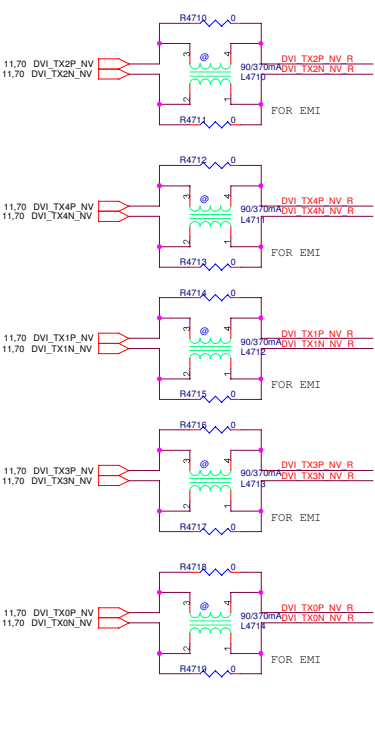 R4710 0
3 @ 4
11,70 DVI_TX2P_NV DVI_TX2P_NV_R
11,70 DVI_TX2N_NV 90/370mA DVI_TX2N_NV_R
L4710
2 1
R4711 0 FOR EMI
R4712 0
3 @ 4
11,70 DVI_TX4P_NV DVI_TX4P_NV_R
11,70 DVI_TX4N_NV 90/370mA DVI_TX4N_NV_R
L4711
2 1
FOR EMI
R4713 0
R4714 0
3 @ 4
11,70 DVI_TX1P_NV DVI_TX1P_NV_R
11,70 DVI_TX1N_NV 90/370mA DVI_TX1N_NV_R
L4712
2 1
FOR EMI
R4715 0
R4716 0
3 @ 4
11,70 DVI_TX3P_NV DVI_TX3P_NV_R
11,70 DVI_TX3N_NV 90/370mA DVI_TX3N_NV_R
L4713
2 1
FOR EMI
R4717 0
R4718 0
3 @ 4
11,70 DVI_TX0P_NV DVI_TX0P_NV_R
11,70 DVI_TX0N_NV 90/370mA DVI_TX0N_NV_R
L4714
2 1
FOR EMI
R4719 0